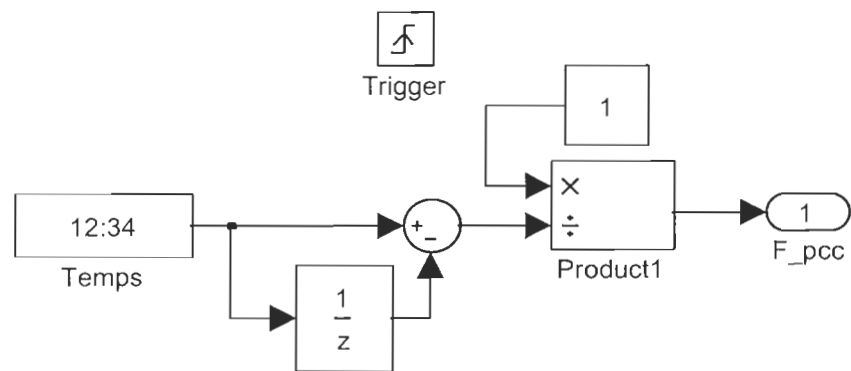 Trigger
1
12:34
Temps
+
−
1
z
×
÷
Product1
1
F_pcc